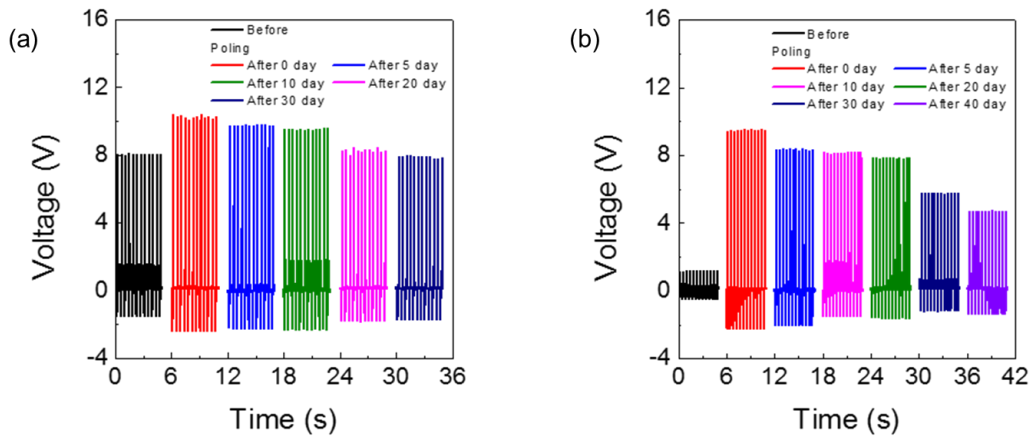 (a)
Before
Poling
After 0 day After 5 day
After 10 day After 20 day
After 30 day
Voltage (V)
16
12
8
4
0
-4
0 6 12 18 24 30 36
Time (s)
(b)
Before
Poling
After 0 day After 5 day
After 10 day After 20 day
After 30 day After 40 day
Voltage (V)
16
12
8
4
0
-4
0 6 12 18 24 30 36 42
Time (s)